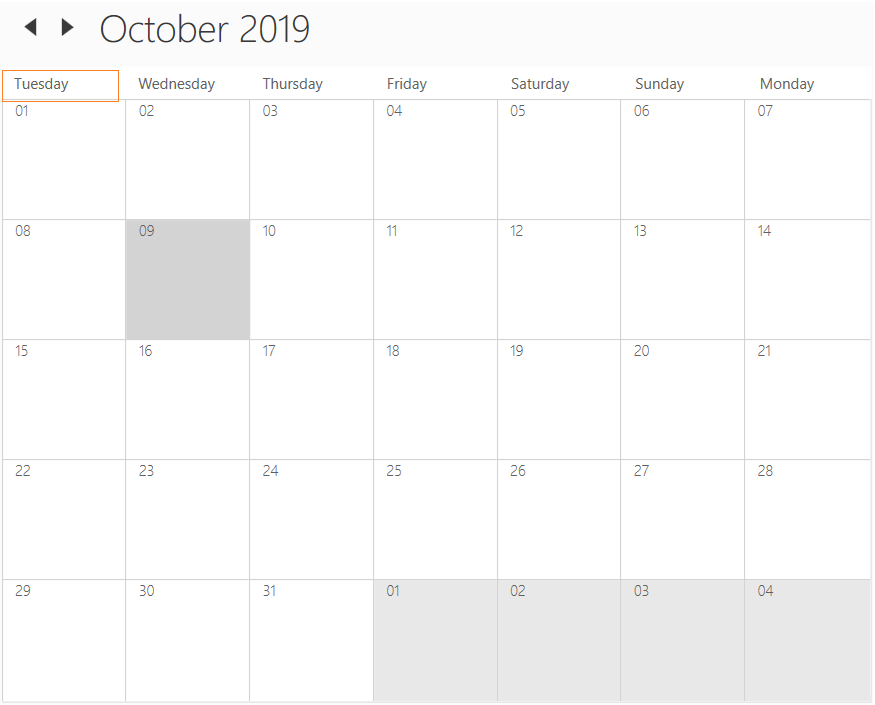 October 2019
Tuesday Wednesday Thursday Friday Saturday Sunday Monday
01 02 03 04 05 06 07
08 09 10 11 12 13 14
15 16 17 18 19 20 21
22 23 24 25 26 27 28
29 30 31 01 02 03 04